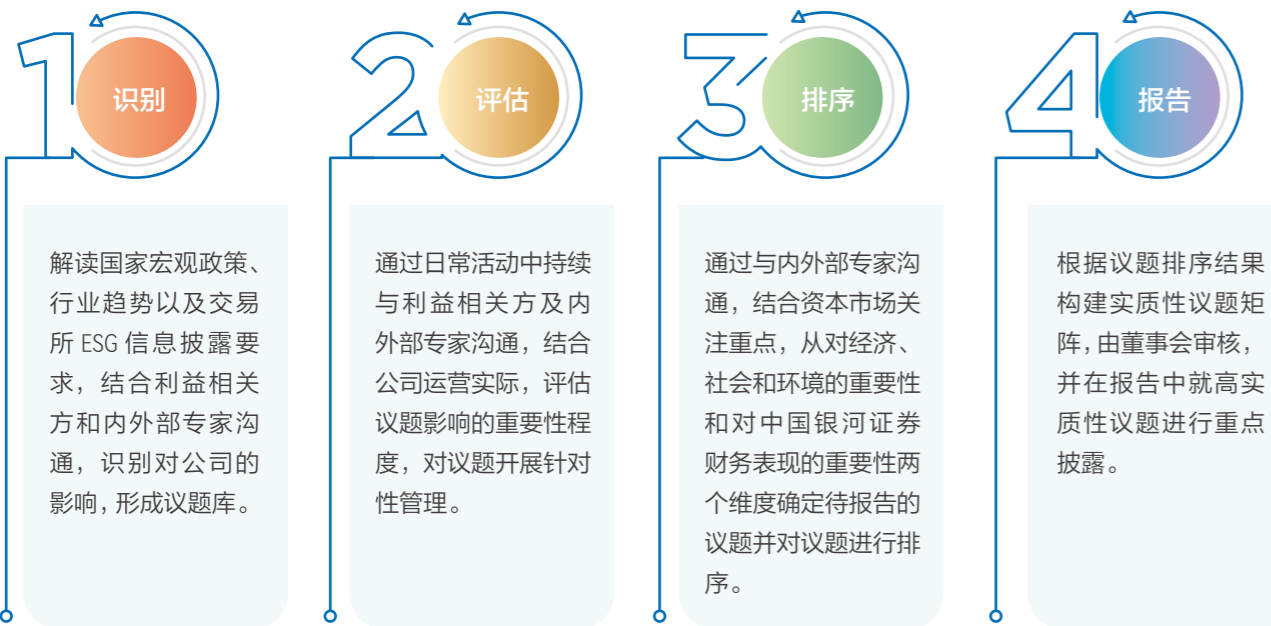 1
识别
解读国家宏观政策、
行业趋势以及交易
所 ESG 信息披露要
求，结合利益相关
方和内外部专家沟
通，识别对公司的
影响，形成议题库。
2
评估
通过日常活动中持续
与利益相关方及内
外部专家沟通，结合
公司运营实际，评估
议题影响的重要性程
度，对议题开展针对
性管理。
3
排序
通过与内外部专家沟
通，结合资本市场关
注重点，从对经济、
社会和环境的重要性
和对中国银河证券
财务表现的重要性两
个维度确定待报告的
议题并对议题进行排
序。
4
报告
根据议题排序结果
构建实质性议题矩
阵，由董事会审核，
并在报告中就高实
质性议题进行重点
披露。